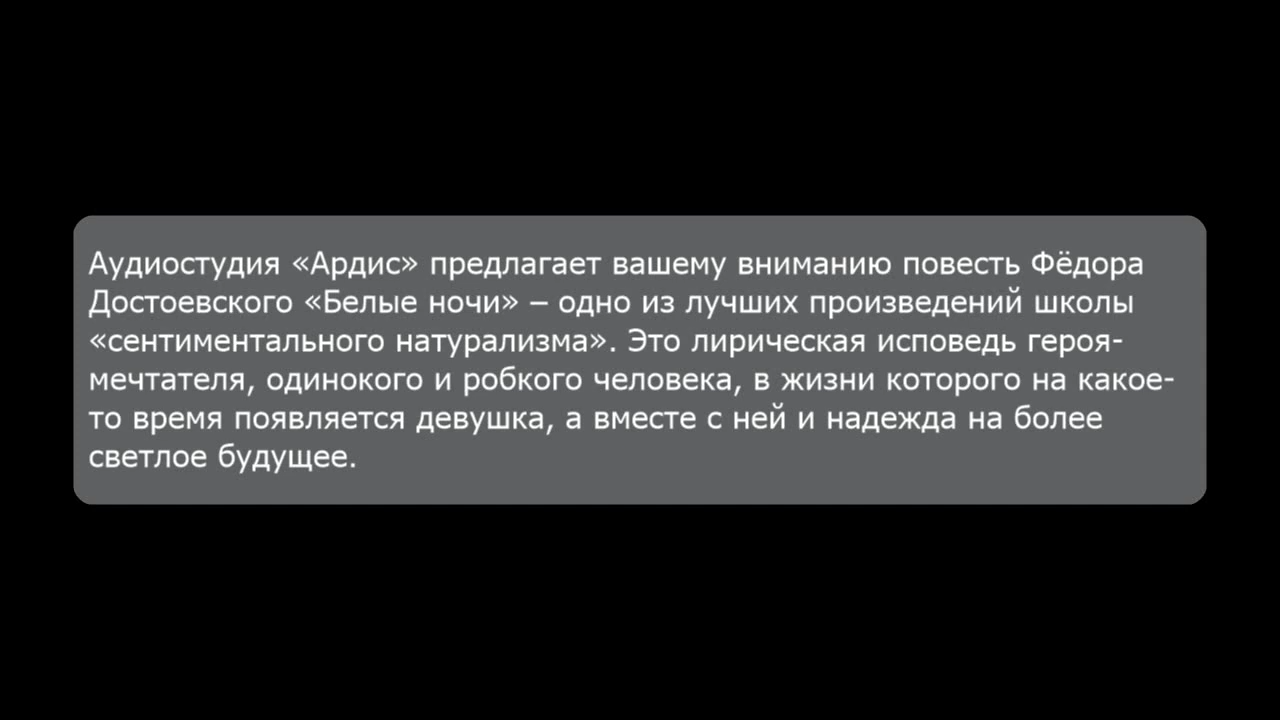 Аудиостудия «Ардис» предлагает вашему вниманию повесть Фёдора
Достоевского «Белые ночи» – одно из лучших произведений школы
«сентиментального натурализма». Это лирическая исповедь героя-
мечтателя, одинокого и робкого человека, в жизни которого на какое-
то время появляется девушка, а вместе с ней и надежда на более
светлое будущее.